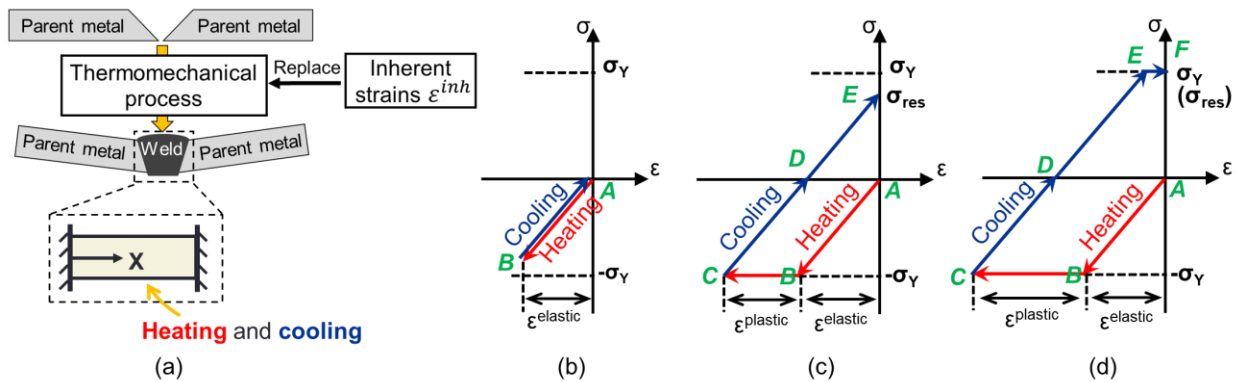 Parent metal Parent metal
Thermomechanical
process
Replace
Inherent
strains ε^inh
Parent metal Weld Parent metal
X
Heating and cooling
(a)
σ
σY
ε
A
Cooling
Heating
B
-σY
ε^elastic
(b)
σ
σY
E
σres
D
ε
A
Cooling
Heating
C
B
-σY
ε^plastic
ε^elastic
(c)
σ
E
F
σY
(σres)
D
ε
A
Cooling
Heating
C
B
-σY
ε^plastic
ε^elastic
(d)